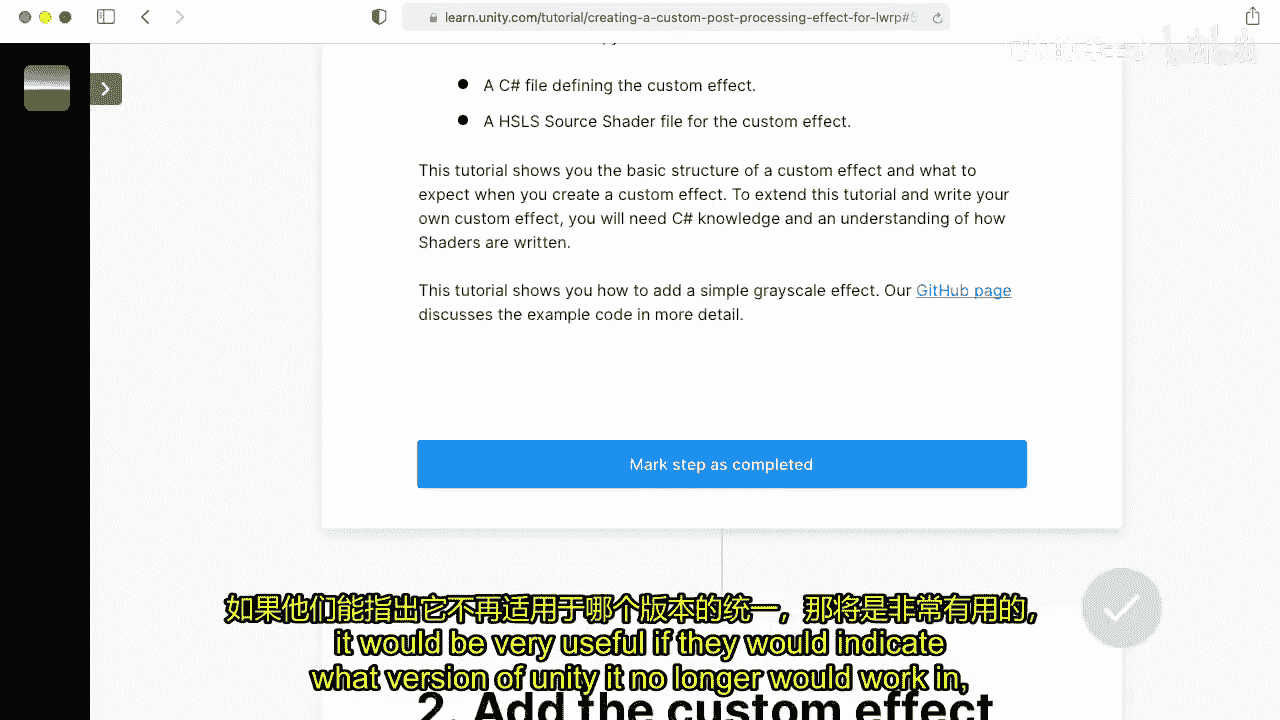 learn.unity.com/tutorial/creating-a-custom-post-processing-effect-for-lwrp#
A C# file defining the custom effect.
A HSLS Source Shader file for the custom effect.
This tutorial shows you the basic structure of a custom effect and what to
expect when you create a custom effect. To extend this tutorial and write your
own custom effect, you will need C# knowledge and an understanding of how
Shaders are written.
This tutorial shows you how to add a simple grayscale effect. Our GitHub page
discusses the example code in more detail.
Mark step as completed
如果他们能指出它不再适用于哪个版本的统一，那将是非常有用的，
it would be very useful if they would indicate
what version of unity it no longer would work in,
2. Add the custom effect